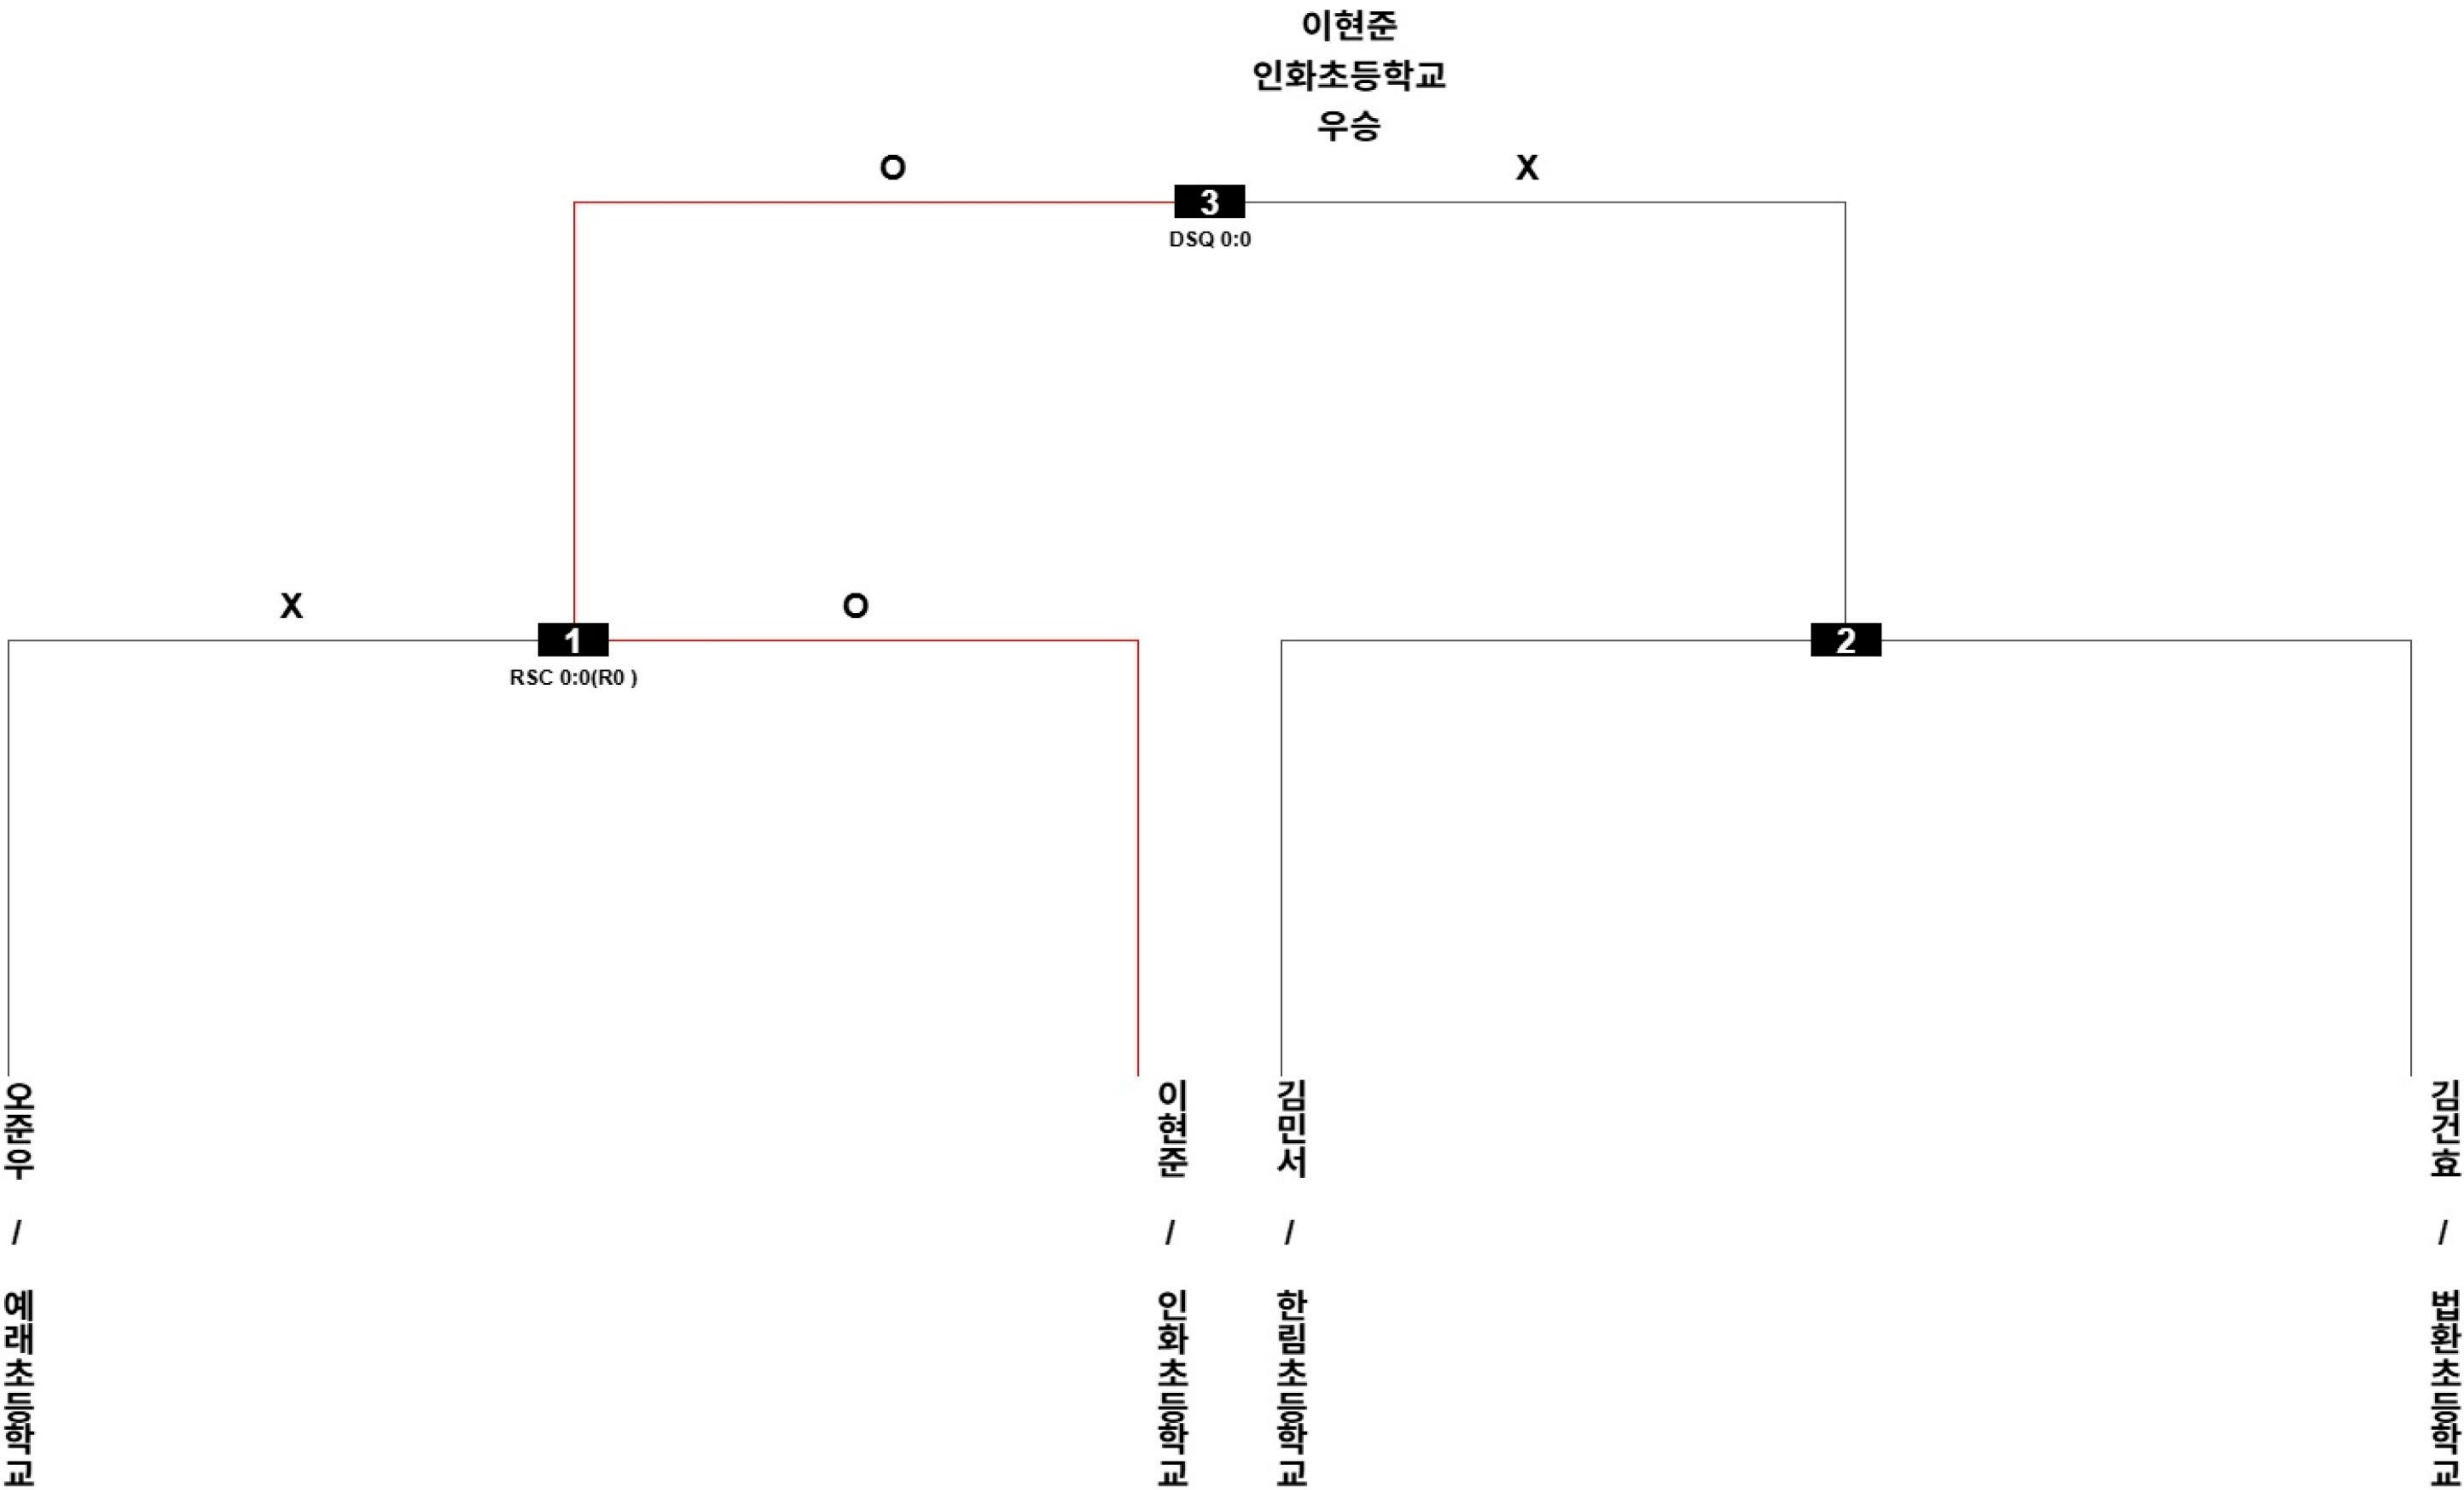 이현준
인화초등학교
우승
O
X
3
DSQ 0:0
X
O
1
2
RSC 0:0(R0 )
오준우 / 예래초등학교
이현준 / 인화초등학교
김민서 / 한림초등학교
김건효 / 법환초등학교